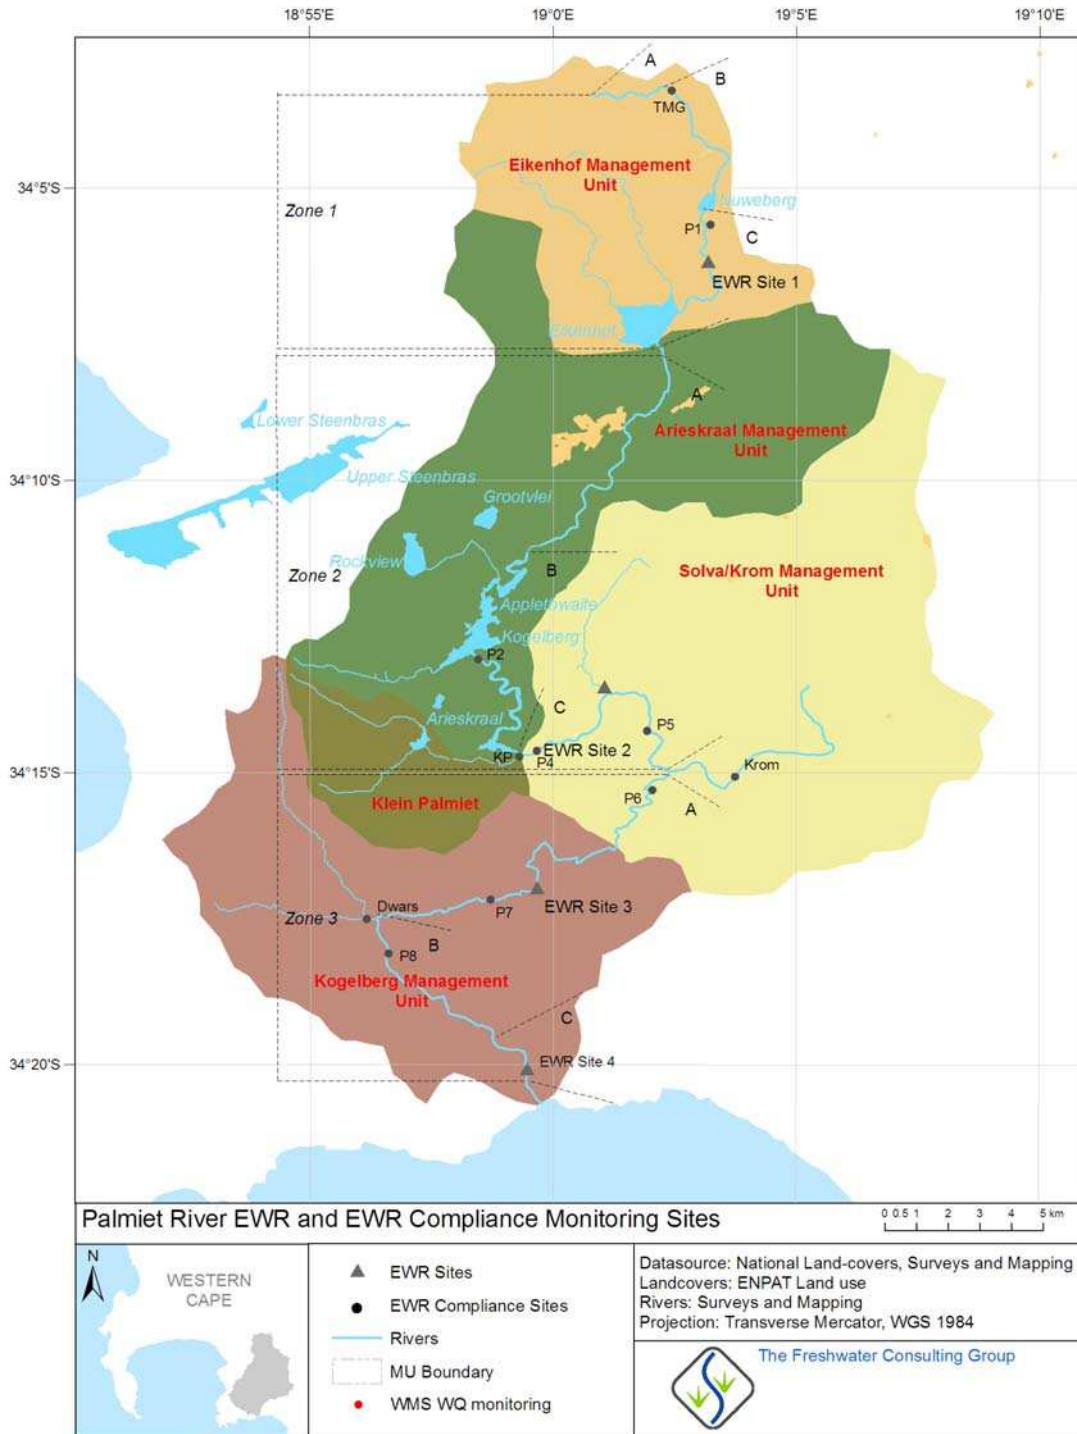 18°55'E
19°0'E
19°5'E
19°10'E
A
B
TMG
Eikenhof Management
Unit
34°5'S
Zone 1
Nuweberg
P1
C
EWR Site 1
Eikenhof
A
Lower Steenbras
Arieskraal Management
Unit
34°10'S
Upper Steenbras
Grootvlei
Rockview
Zone 2
B
Solva/Krom Management
Unit
Applethwaite
Kogelberg
P2
C
Arieskraal
P5
EWR Site 2
KP
P4
Krom
34°15'S
P6
A
Klein Palmiet
Dwars
P7
EWR Site 3
Zone 3
B
P8
Kogelberg Management
Unit
C
EWR Site 4
34°20'S
Palmiet River EWR and EWR Compliance Monitoring Sites
0 0.5 1 2 3 4 5 km
N
WESTERN
CAPE
EWR Sites
EWR Compliance Sites
Rivers
MU Boundary
WMS WQ monitoring
Datasource: National Land-covers, Surveys and Mapping
Landcovers: ENPAT Land use
Rivers: Surveys and Mapping
Projection: Transverse Mercator, WGS 1984
The Freshwater Consulting Group